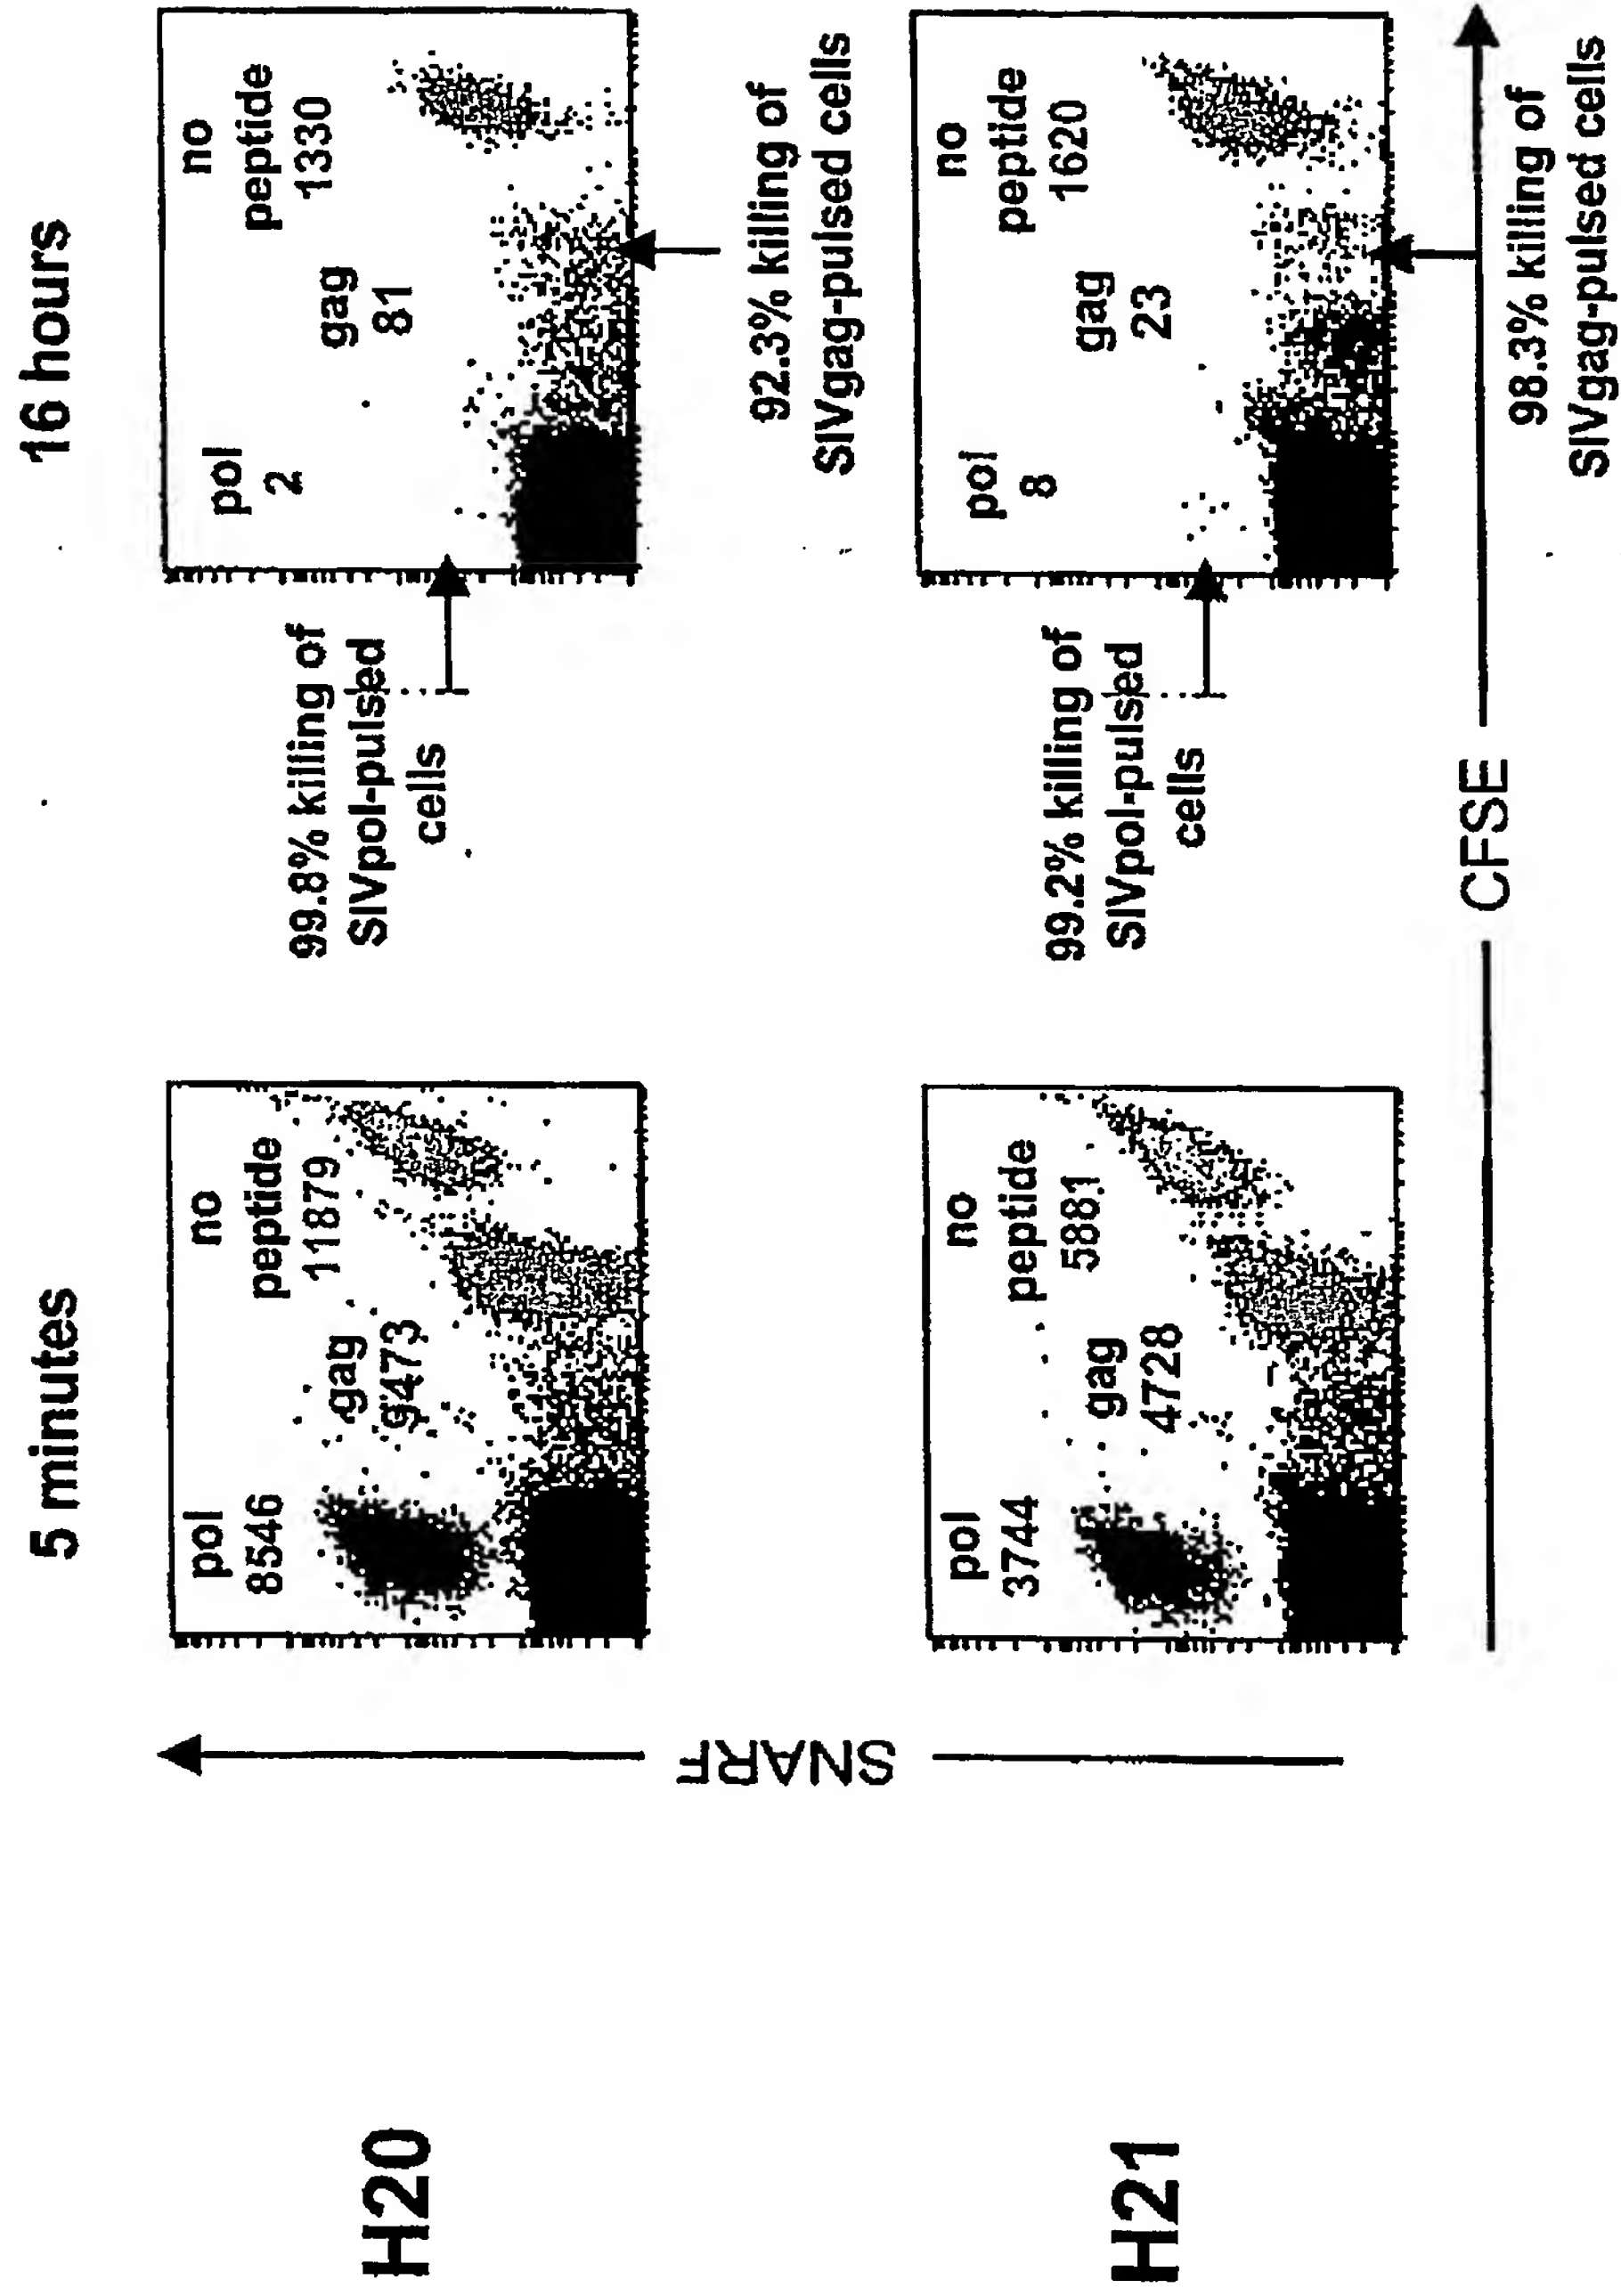 5 minutes
16 hours
H20
pol
8546
gag
9473
no
peptide
11879
99.8% killing of
SIVpol-pulsed
cells
pol
2
gag
81
no
peptide
1330
92.3% killing of
SIVgag-pulsed cells
SNARF
H21
pol
3744
gag
4728
no
peptide
5881
99.2% killing of
SIVpol-pulsed
cells
pol
8
gag
23
no
peptide
1620
CFSE
98.3% killing of
SIVgag-pulsed cells